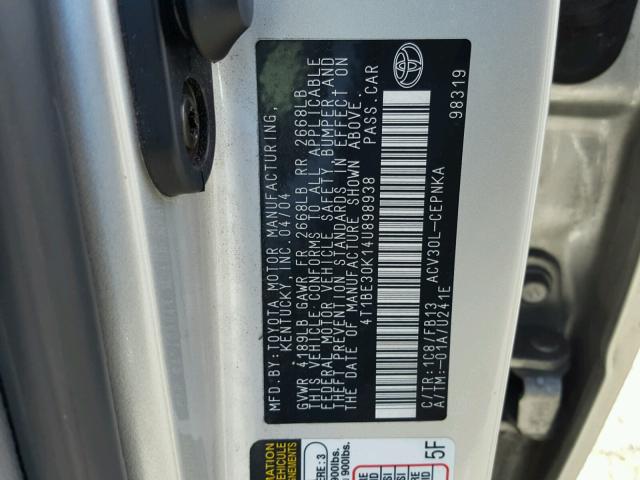 MFD.BY:TOYOTA MOTOR MANUFACTURING,
KENTUCKY, INC. 04/04
GVWR 4189LB GAWR FR 2668LB RR 2668LB
THIS VEHICLE CONFORMS TO ALL APPLICABLE
FEDERAL MOTOR VEHICLE SAFETY, BUMPER, AND
THEFT PREVENTION STANDARDS IN EFFECT ON
THE DATE OF MANUFACTURE SHOWN ABOVE.
4T1BE30K14U898938 PASS.CAR
C/TR:1C8/FB13 ACV30L-CEPNKA
A/TM:-01A/U241E
98319
5F